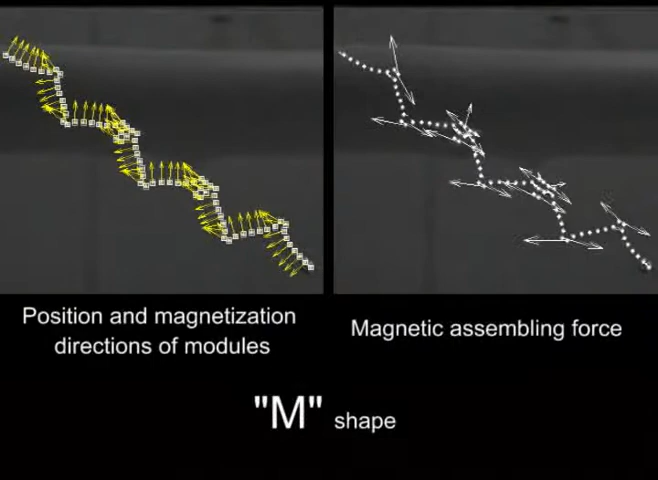 Position and magnetization
directions of modules
Magnetic assembling force
"M" shape